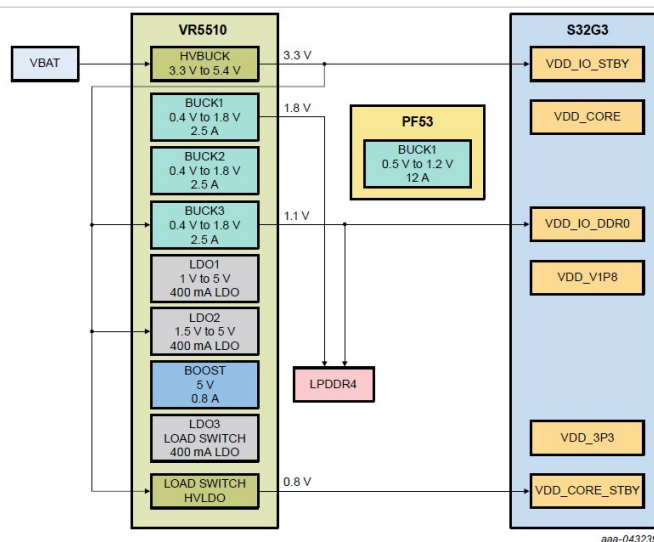 VR5510
S32G3
VBAT
HVBUCK
3.3 V to 5.4 V
3.3 V
VDD_IO_STBY
BUCK1
0.4 V to 1.8 V
2.5 A
1.8 V
PF53
BUCK1
0.5 V to 1.2 V
12 A
VDD_CORE
BUCK2
0.4 V to 1.8 V
2.5 A
BUCK3
0.4 V to 1.8 V
2.5 A
1.1 V
VDD_IO_DDR0
LDO1
1 V to 5 V
400 mA LDO
VDD_V1P8
LDO2
1.5 V to 5 V
400 mA LDO
BOOST
5 V
0.8 A
LPDDR4
LDO3
LOAD SWITCH
400 mA LDO
VDD_3P3
LOAD SWITCH
HVLDO
0.8 V
VDD_CORE_STBY
aaa-043239